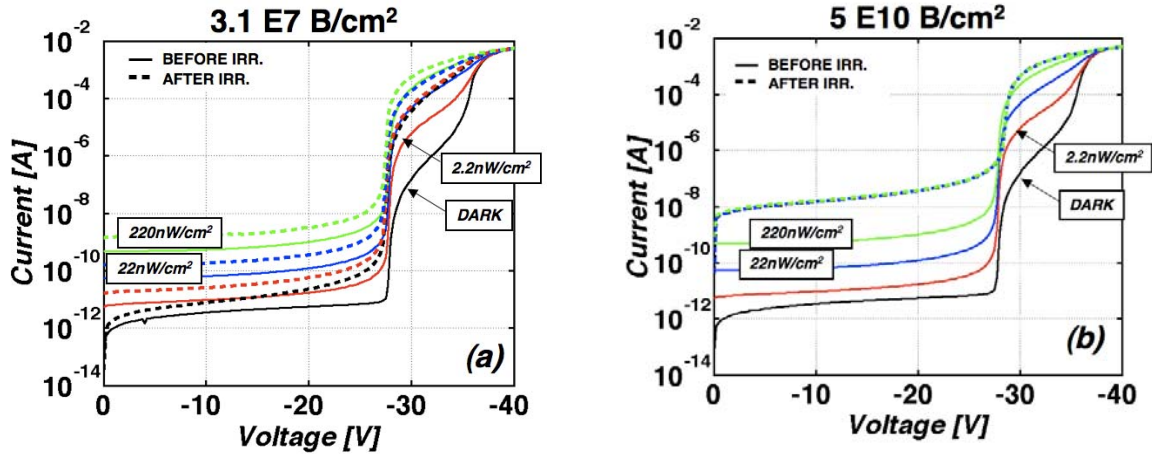 3.1 E7 B/cm²
10⁻²
BEFORE IRR.
AFTER IRR.
10⁻⁴
10⁻⁶
2.2nW/cm²
10⁻⁸
DARK
220nW/cm²
10⁻¹⁰
22nW/cm²
10⁻¹²
(a)
10⁻¹⁴
0 -10 -20 -30 -40
Voltage [V]
Current [A]
5 E10 B/cm²
10⁻²
BEFORE IRR.
AFTER IRR.
10⁻⁴
10⁻⁶
2.2nW/cm²
10⁻⁸
DARK
220nW/cm²
10⁻¹⁰
22nW/cm²
10⁻¹²
(b)
10⁻¹⁴
0 -10 -20 -30 -40
Voltage [V]
Current [A]